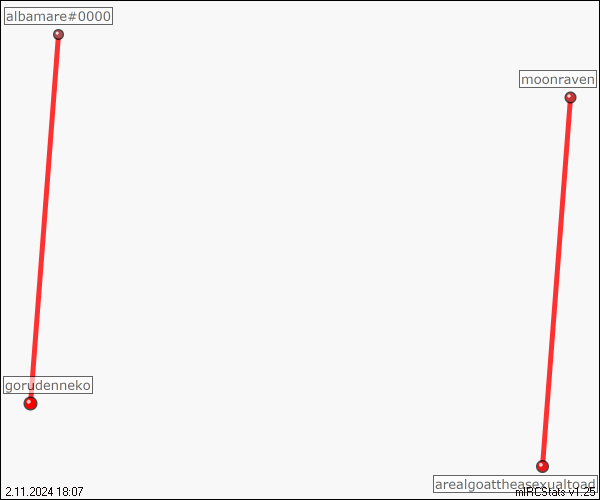 albamare#0000
moonraven
gorudenneko
arealgoattheasexualtoad
2.11.2024 18:07
mIRCStats v1.25